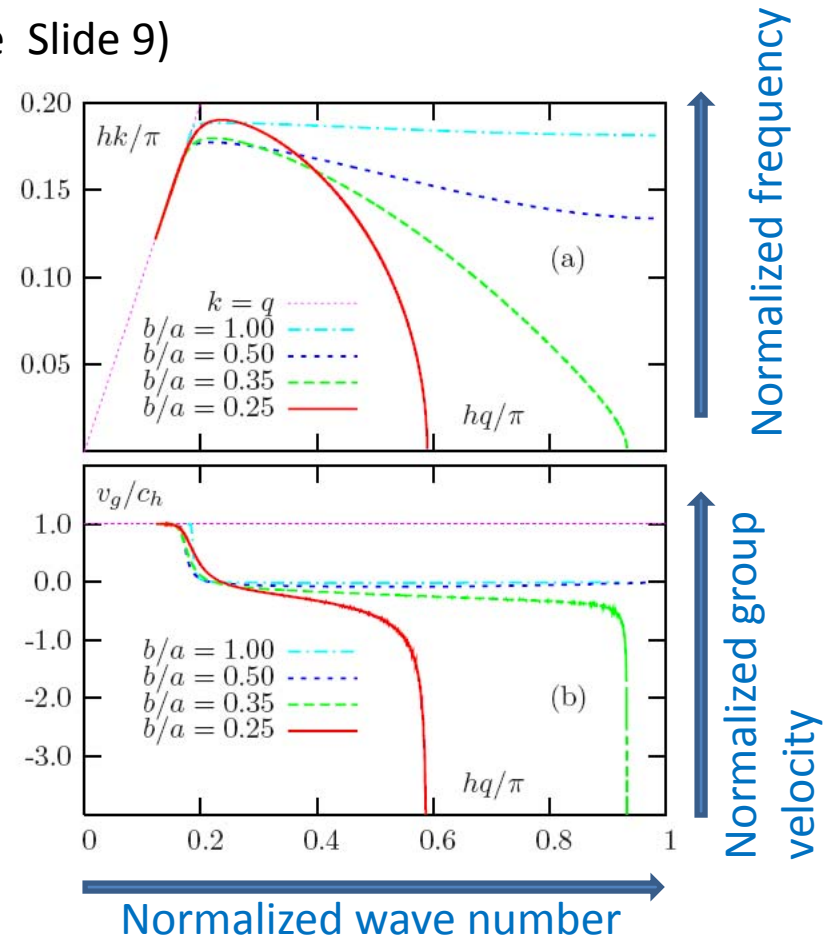 Slide 9)
0.20
hk/π
0.15
0.10
0.05
(a)
k = q
b/a = 1.00
b/a = 0.50
b/a = 0.35
b/a = 0.25
hq/π
Normalized frequency
v_g/c_h
1.0
0.0
-1.0
-2.0
-3.0
b/a = 1.00
b/a = 0.50
b/a = 0.35
b/a = 0.25
(b)
hq/π
0 0.2 0.4 0.6 0.8 1
Normalized group
velocity
Normalized wave number